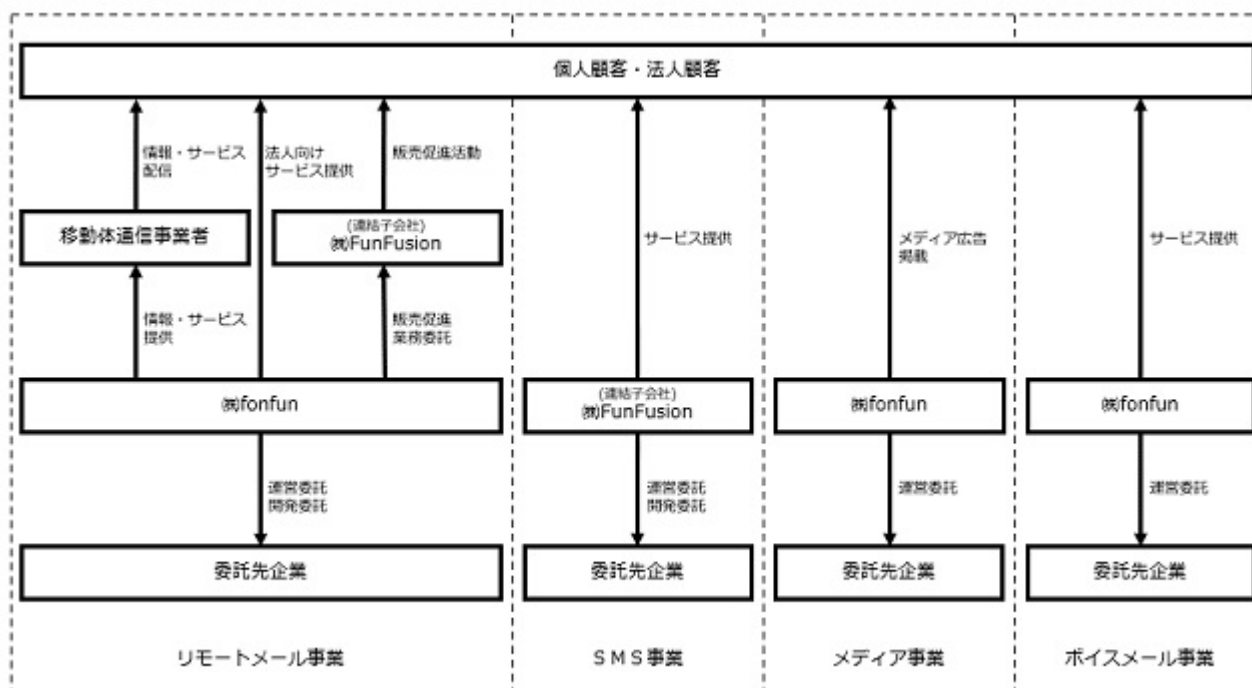 個人顧客・法人顧客
情報・サービス
配信
法人向け
サービス提供
販売促進活動
サービス提供
メディア広告
掲載
サービス提供
移動体通信事業者
(連結子会社)
㈱FunFusion
情報・サービス
提供
販売促進
業務委託
㈱fonfun
(連結子会社)
㈱FunFusion
㈱fonfun
㈱fonfun
運営委託
開発委託
運営委託
開発委託
運営委託
運営委託
委託先企業
委託先企業
委託先企業
委託先企業
リモートメール事業
ＳＭＳ事業
メディア事業
ボイスメール事業